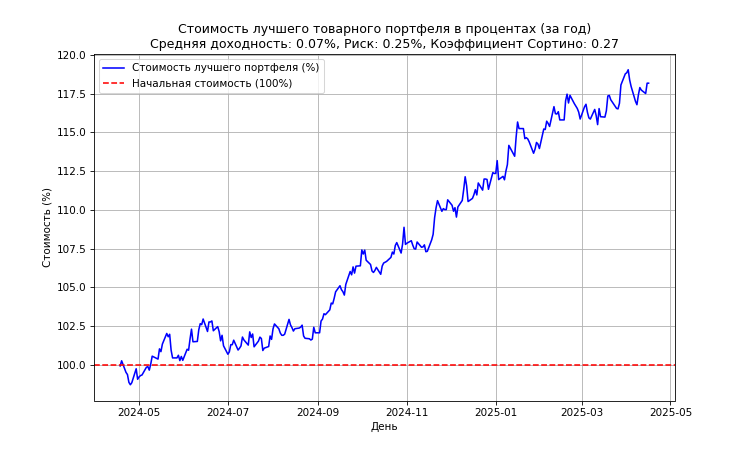 Стоимость лучшего товарного портфеля в процентах (за год)
Средняя доходность: 0.07%, Риск: 0.25%, Коэффициент Сортино: 0.27
Стоимость лучшего портфеля (%)
Начальная стоимость (100%)
Стоимость (%)
120.0
117.5
115.0
112.5
110.0
107.5
105.0
102.5
100.0
2024-05 2024-07 2024-09 2024-11 2025-01 2025-03 2025-05
День